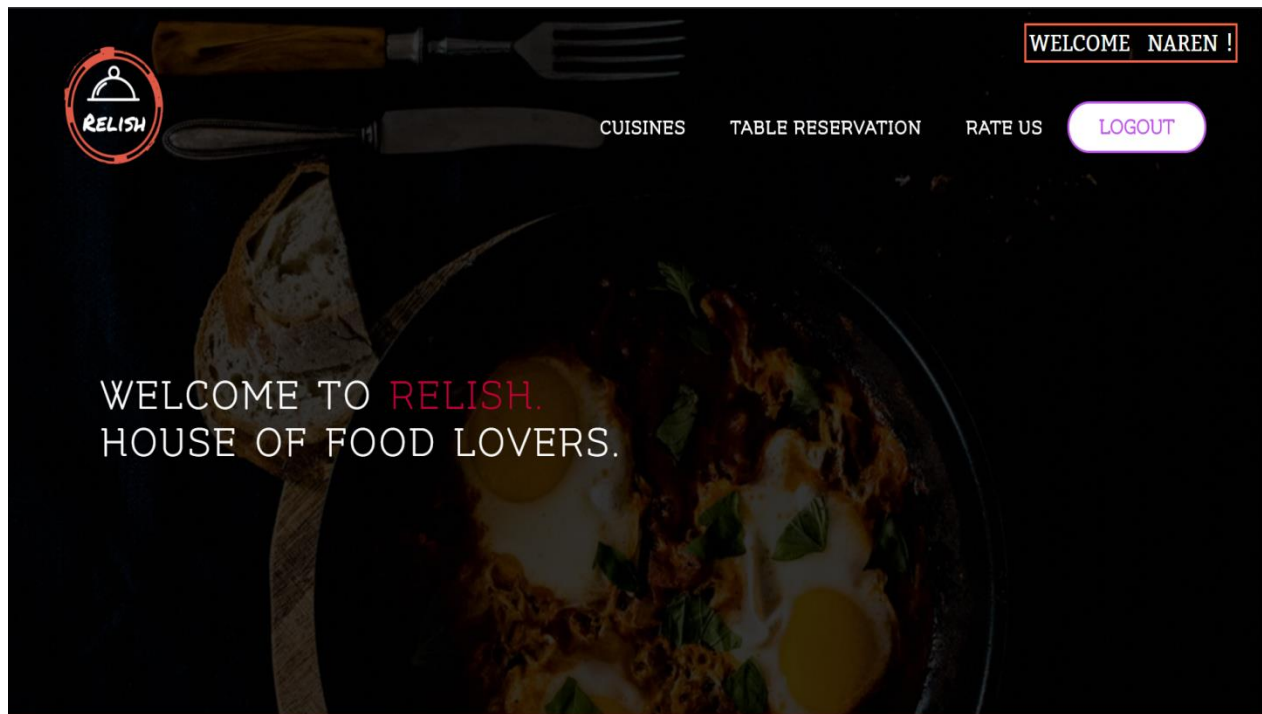 WELCOME NAREN !
RELISH
CUISINES TABLE RESERVATION RATE US LOGOUT
WELCOME TO RELISH.
HOUSE OF FOOD LOVERS.